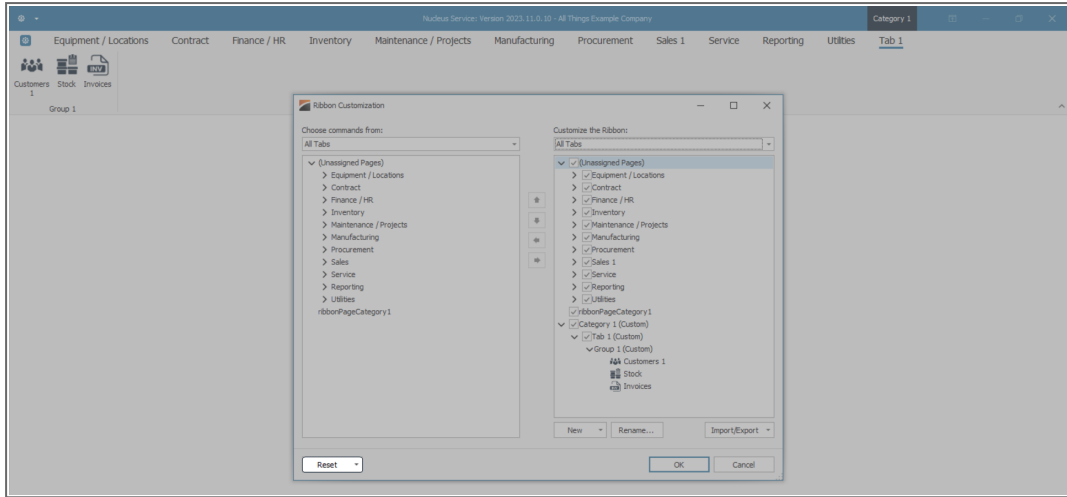 Nucleus Service: Version 2023.11.0.10 - All Things Example Company
Category 1
Equipment / Locations Contract Finance / HR Inventory Maintenance / Projects Manufacturing Procurement Sales 1 Service Reporting Utilities Tab 1
Customers 1
Stock
INV
Invoices
Group 1
Ribbon Customization
Choose commands from:
All Tabs
(Unassigned Pages)
Equipment / Locations
Contract
Finance / HR
Inventory
Maintenance / Projects
Manufacturing
Procurement
Sales
Service
Reporting
Utilities
ribbonPageCategory1
Customize the Ribbon:
All Tabs
(Unassigned Pages)
Equipment / Locations
Contract
Finance / HR
Inventory
Maintenance / Projects
Manufacturing
Procurement
Sales 1
Service
Reporting
Utilities
ribbonPageCategory1
Category 1 (Custom)
Tab 1 (Custom)
Group 1 (Custom)
Customers 1
Stock
Invoices
New Rename... Import/Export
Reset OK Cancel